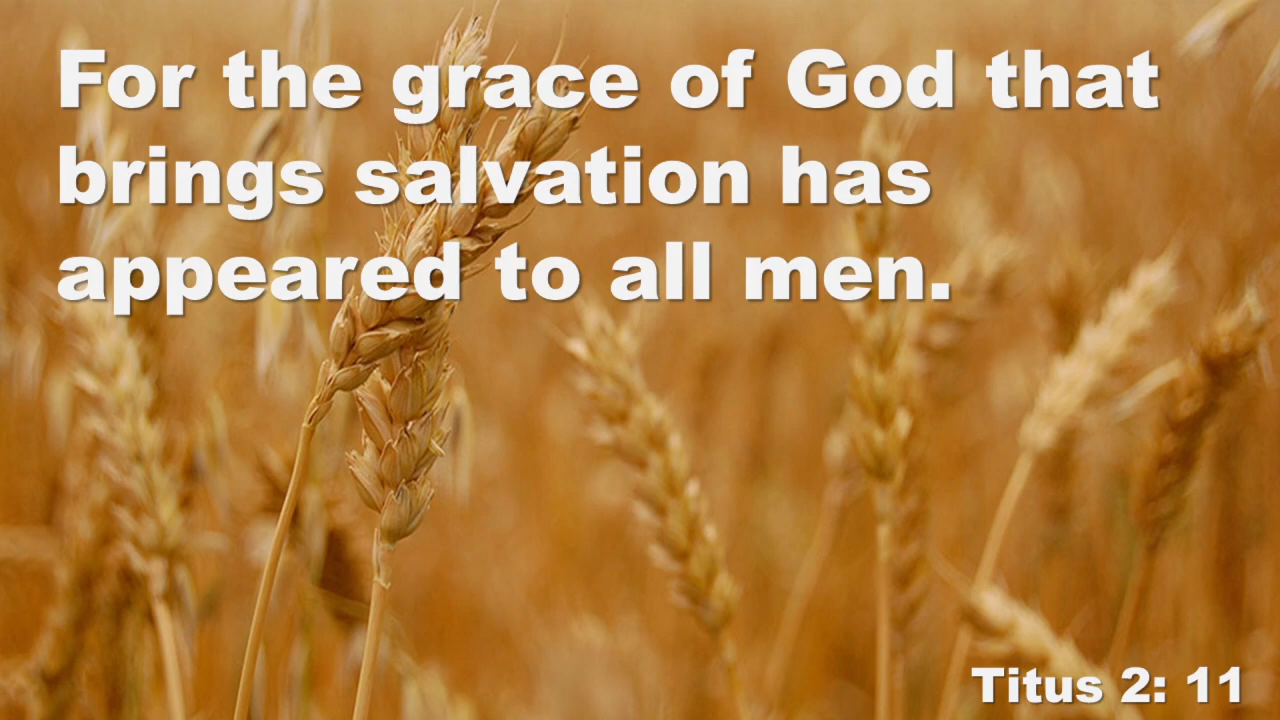 For the grace of God that
brings salvation has
appeared to all men.
Titus 2: 11